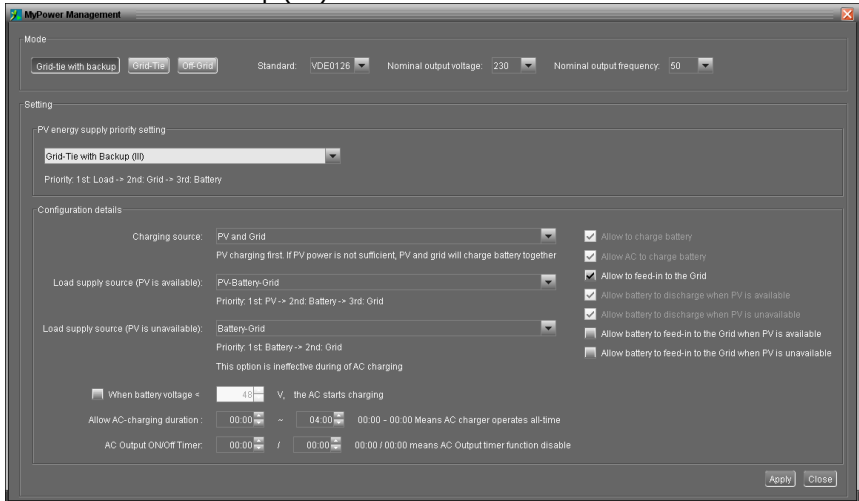 MyPower Management
Mode
Grid-tie with backup Grid-Tie Off-Grid Standard: VDE0126 Nominal output voltage: 230 Nominal output frequency: 50
Setting
PV energy supply priority setting
Grid-Tie with Backup (III)
Priority: 1st: Load -> 2nd: Grid -> 3rd: Battery
Configuration details
Charging source: PV and Grid
PV charging first. If PV power is not sufficient, PV and grid will charge battery together
Load supply source (PV is available): PV-Battery-Grid
Priority: 1st: PV-> 2nd: Battery -> 3rd: Grid
Load supply source (PV is unavailable): Battery-Grid
Priority: 1st: Battery-> 2nd: Grid
This option is ineffective during of AC charging
When battery voltage < 48 V, the AC starts charging
Allow AC-charging duration : 00:00 ~ 04:00 00:00 – 00:00 Means AC charger operates all-time
AC Output ON/Off Timer: 00:00 / 00:00 00:00 / 00:00 means AC Output timer function disable
Allow to charge battery
Allow AC to charge battery
Allow to feed-in to the Grid
Allow battery to discharge when PV is available
Allow battery to discharge when PV is unavailable
Allow battery to feed-in to the Grid when PV is available
Allow battery to feed-in to the Grid when PV is unavailable
Apply Close